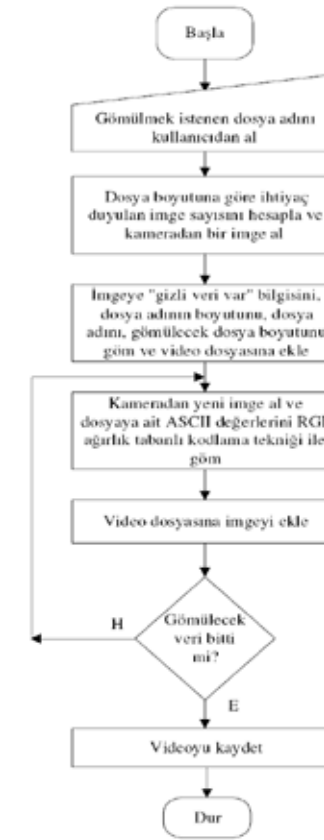 Başla
Gömülmek istenen dosya adını
kullanıcıdan al
Dosya boyutuna göre ihtiyaç
duyulan imge sayısını hesapla ve
kameradan bir imge al
İmgeye "gizli veri var" bilgisini,
dosya adının boyutunu, dosya
adını, gömülecek dosya boyutunu
göm ve video dosyasına ekle
Kameradan yeni imge al ve
dosyaya ait ASCII değerlerini RGB
ağırlık tabanlı kodlama tekniği ile
göm
Video dosyasına imgeyi ekle
Gömülecek
veri bitti
mi?
H
E
Videoyu kaydet
Dur